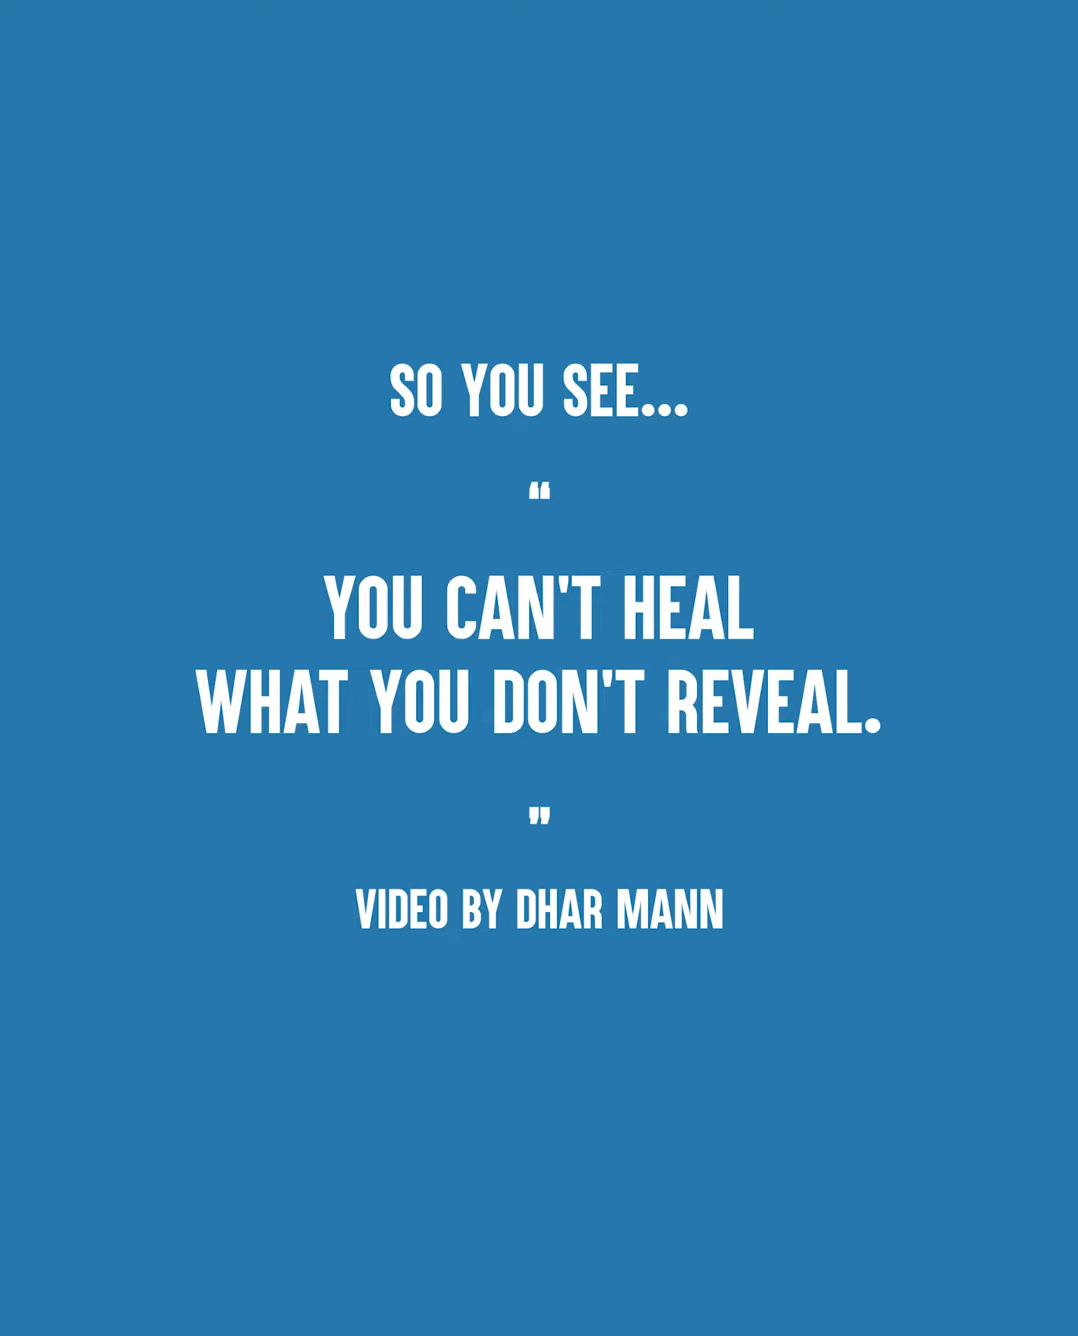 SO YOU SEE...
“
YOU CAN'T HEAL
WHAT YOU DON'T REVEAL.
”
VIDEO BY DHAR MANN